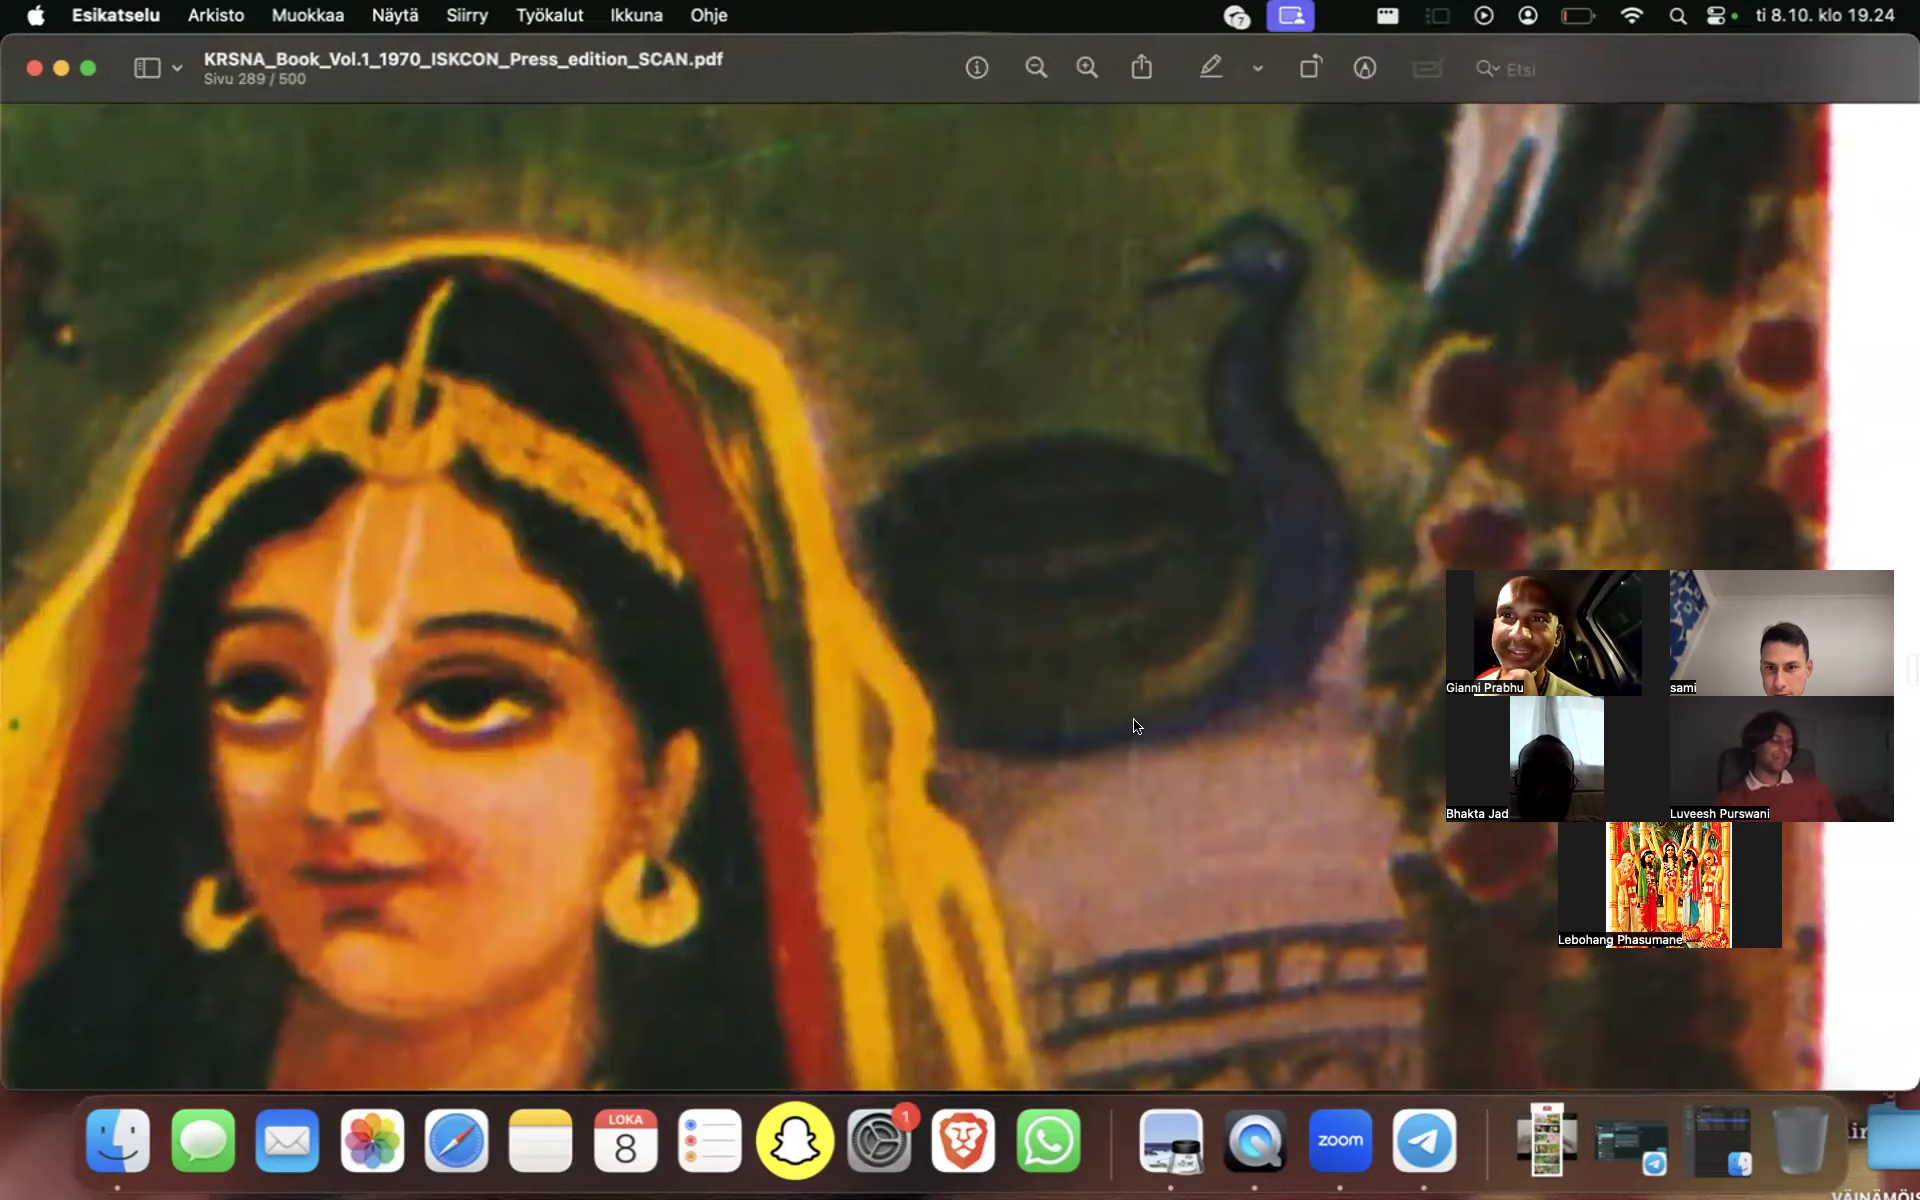 Esikatselu Arkisto Muokkaa Näytä Siirry Työkalut Ikkuna Ohje 7 ti 8.10. klo 19.24
KRSNA_Book_Vol.1_1970_ISKCON_Press_edition_SCAN.pdf
Sivu 289 / 500
Etsi
Gianni Prabhu sami
Bhakta Jad Luveesh Purswani
Lebohang Phasumane
LOKA
8
1
zoom